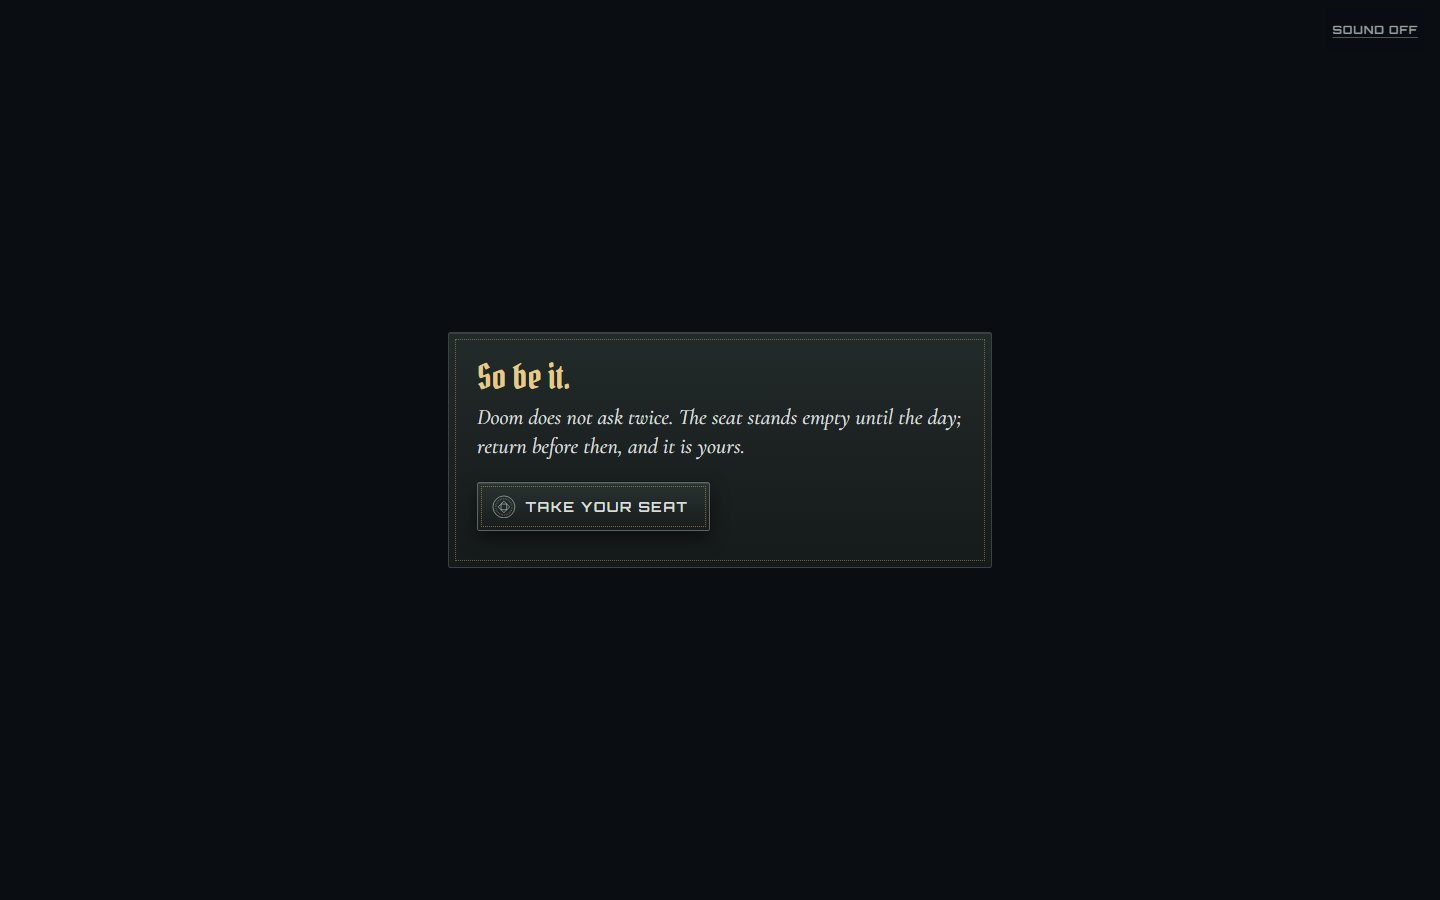 SOUND OFF
So be it.
Doom does not ask twice. The seat stands empty until the day;
return before then, and it is yours.
TAKE YOUR SEAT